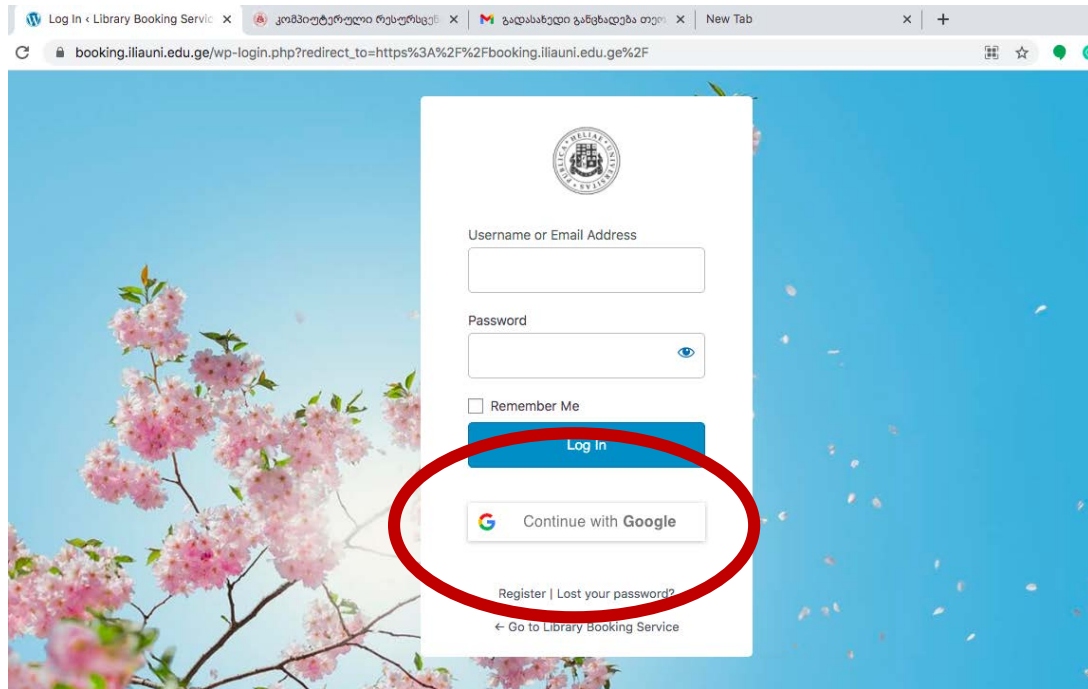 Log In ‹ Library Booking Servic
კომპიუტერული რესურსცენ
გადასახედი განცხადება თეო
New Tab
booking.iliauni.edu.ge/wp-login.php?redirect_to=https%3A%2F%2Fbooking.iliauni.edu.ge%2F
Username or Email Address
Password
Remember Me
Log In
Continue with Google
Register | Lost your password?
← Go to Library Booking Service